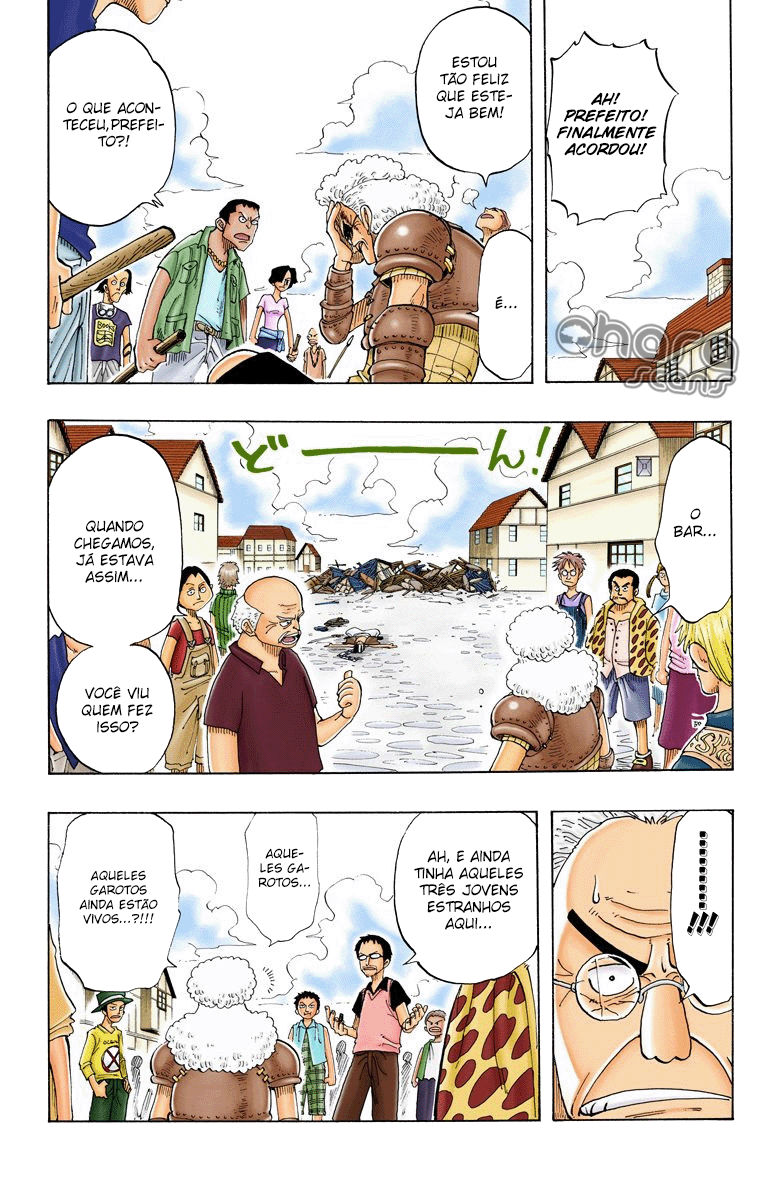 AH!
PREFEITO!
FINALMENTE
ACORDOU!
ESTOU
TÃO FELIZ
QUE ESTE-
JA BEM!
É...
O QUE ACON-
TECEU,PREFEI-
TO?!
Ohara
scans
ど
ーん!
O
BAR...
QUANDO
CHEGAMOS,
JÁ ESTAVA
ASSIM...
VOCÊ VIU
QUEM FEZ
ISSO?
...........!!!
AH, E AINDA
TINHA AQUELES
TRÊS JOVENS
ESTRANHOS
AQUI...
AQUE-
LES GA-
ROTOS...
AQUELES
GAROTOS
AINDA ESTÃO
VIVOS...?!!!